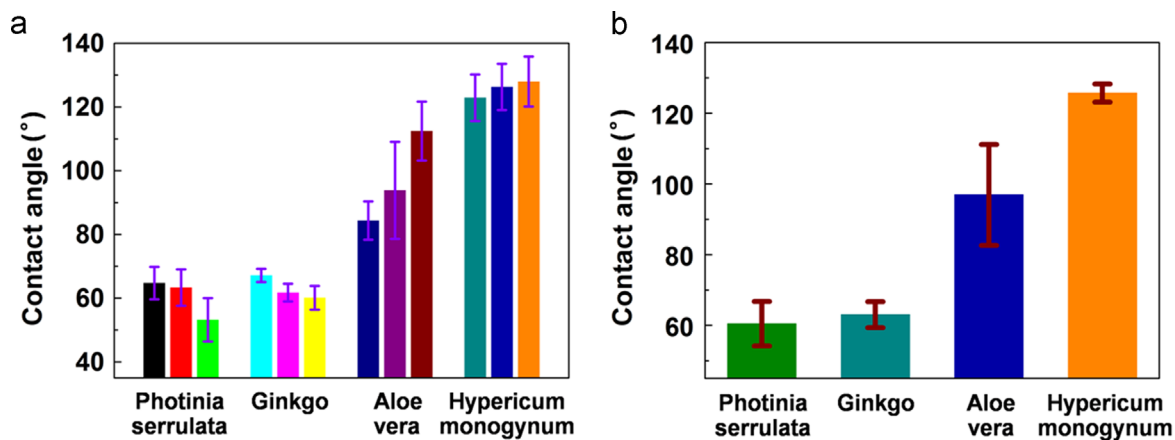 a
Contact angle (°)
140
120
100
80
60
40
Photinia serrulata
Ginkgo
Aloe vera
Hypericum monogynum
b
Contact angle (°)
140
120
100
80
60
Photinia serrulata
Ginkgo
Aloe vera
Hypericum monogynum